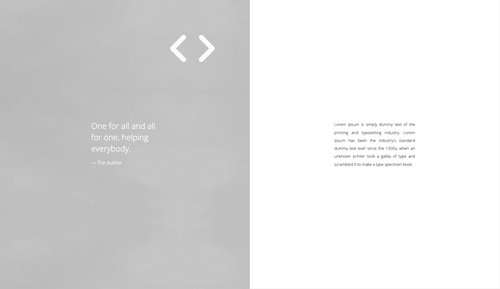 One for all and all
for one, helping
everybody.
— The Author
Lorem Ipsum is simply dummy text of the
printing and typesetting industry. Lorem
Ipsum has been the industry's standard
dummy text ever since the 1500s, when an
unknown printer took a galley of type and
scrambled it to make a type specimen book.